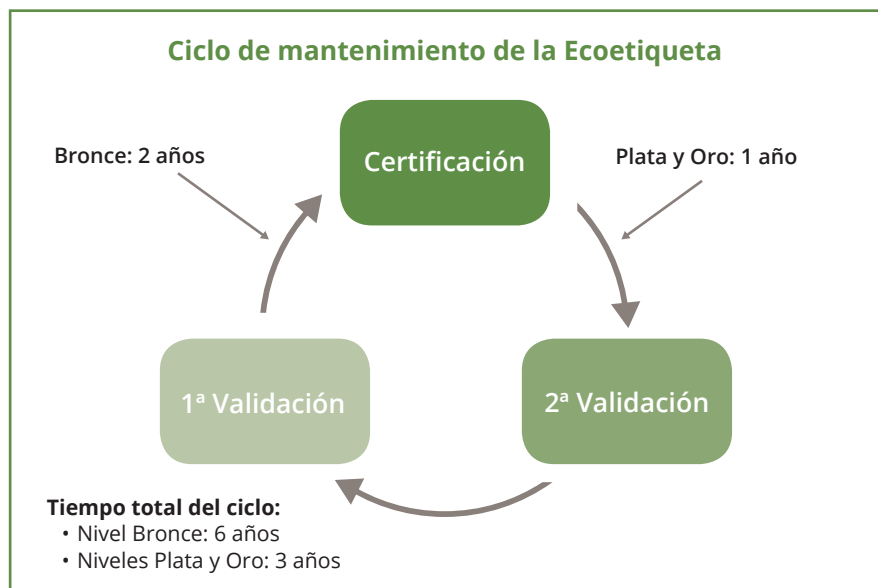 Ciclo de mantenimiento de la Ecoetiqueta
Certificación
Bronce: 2 años
Plata y Oro: 1 año
1ª Validación
2ª Validación
Tiempo total del ciclo:
• Nivel Bronce: 6 años
• Niveles Plata y Oro: 3 años